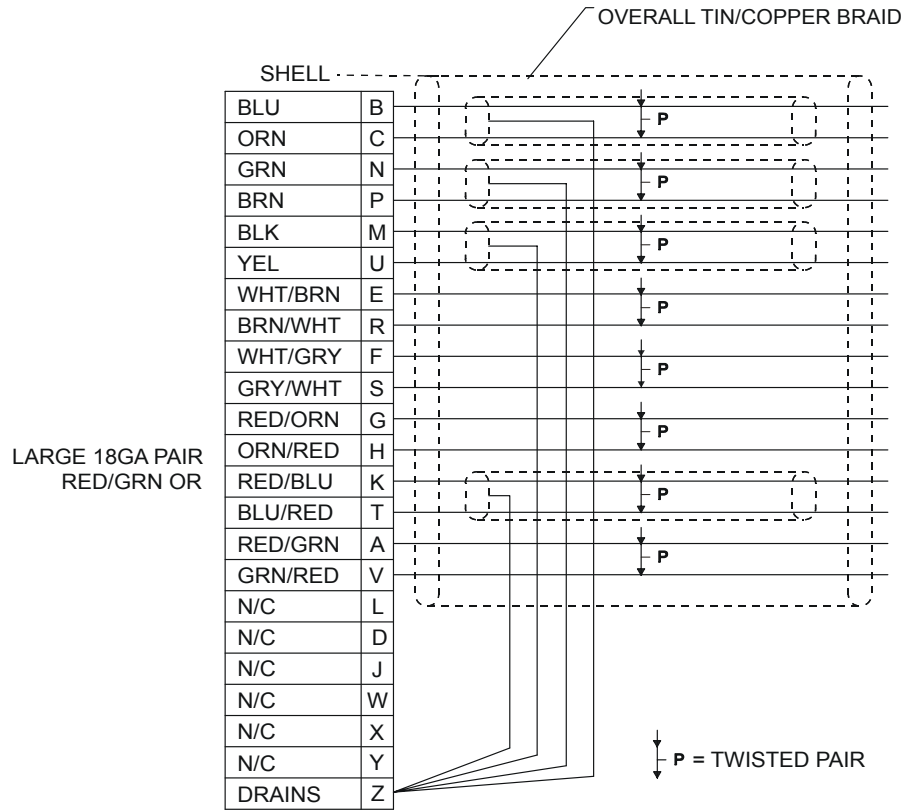 OVERALL TIN/COPPER BRAID
SHELL
BLU B
ORN C
P
GRN N
BRN P
P
BLK M
YEL U
P
WHT/BRN E
BRN/WHT R
P
WHT/GRY F
GRY/WHT S
P
RED/ORN G
ORN/RED H
P
LARGE 18GA PAIR
RED/GRN OR
RED/BLU K
BLU/RED T
P
RED/GRN A
GRN/RED V
P
N/C L
N/C D
N/C J
N/C W
N/C X
N/C Y
DRAINS Z
P = TWISTED PAIR